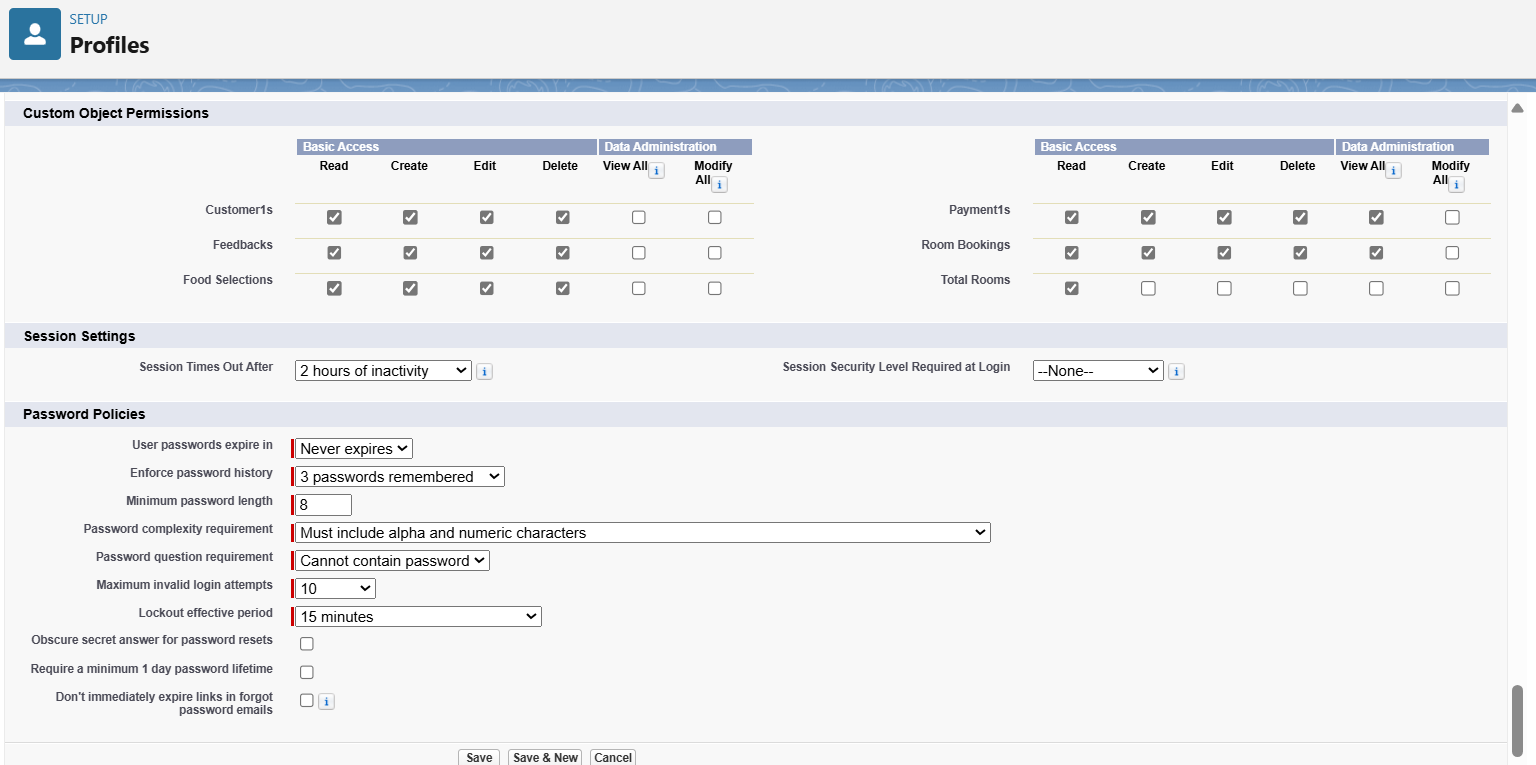 SETUP
Profiles
Custom Object Permissions
Basic Access Data Administration Basic Access Data Administration
Read Create Edit Delete View All Modify All Read Create Edit Delete View All Modify All
Customer1s Payment1s
Feedbacks Room Bookings
Food Selections Total Rooms
Session Settings
Session Times Out After 2 hours of inactivity Session Security Level Required at Login --None--
Password Policies
User passwords expire in Never expires
Enforce password history 3 passwords remembered
Minimum password length 8
Password complexity requirement Must include alpha and numeric characters
Password question requirement Cannot contain password
Maximum invalid login attempts 10
Lockout effective period 15 minutes
Obscure secret answer for password resets
Require a minimum 1 day password lifetime
Don't immediately expire links in forgot
password emails
Save Save & New Cancel